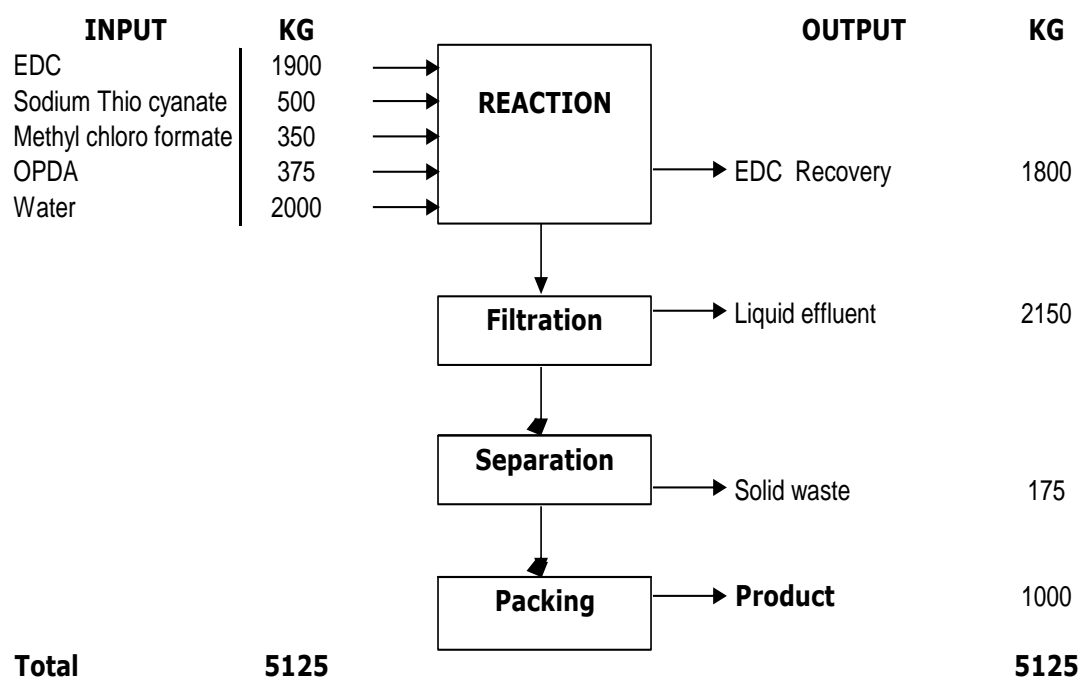 INPUT KG OUTPUT KG
EDC 1900
Sodium Thio cyanate 500 REACTION
Methyl chloro formate 350
OPDA 375 EDC Recovery 1800
Water 2000
Filtration Liquid effluent 2150
Separation
Solid waste 175
Packing Product 1000
Total 5125 5125